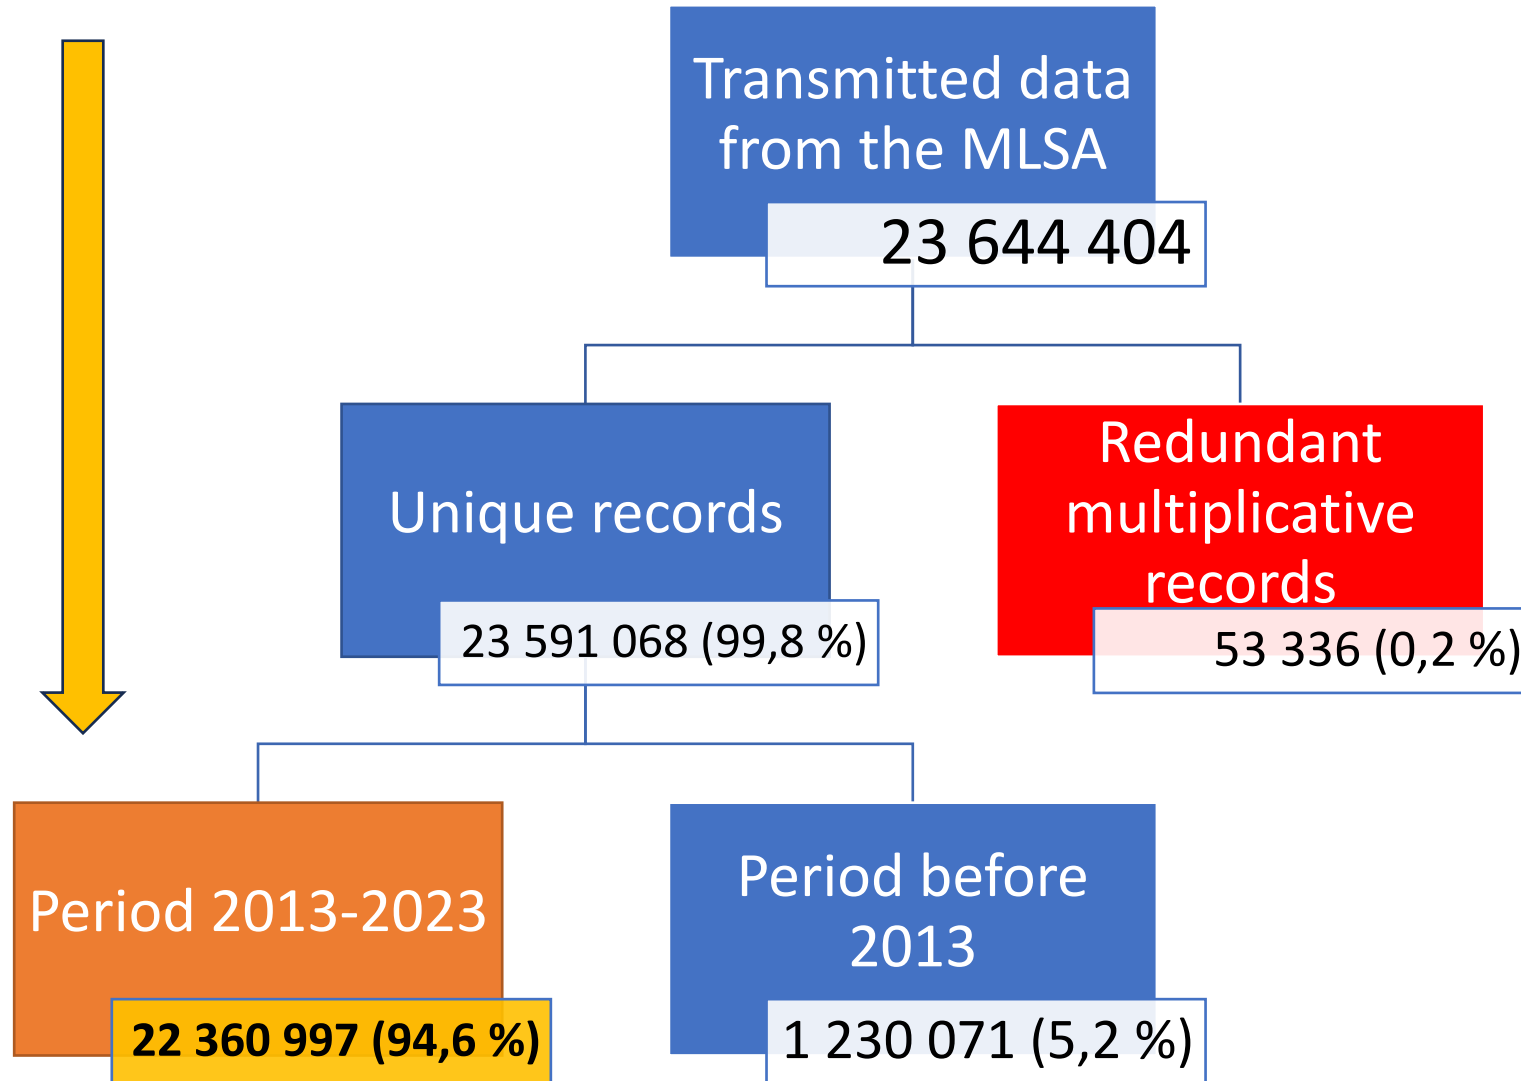 Transmitted data
from the MLSA
23 644 404
Unique records
23 591 068 (99,8 %)
Redundant
multiplicative
records
53 336 (0,2 %)
Period 2013-2023
22 360 997 (94,6 %)
Period before
2013
1 230 071 (5,2 %)